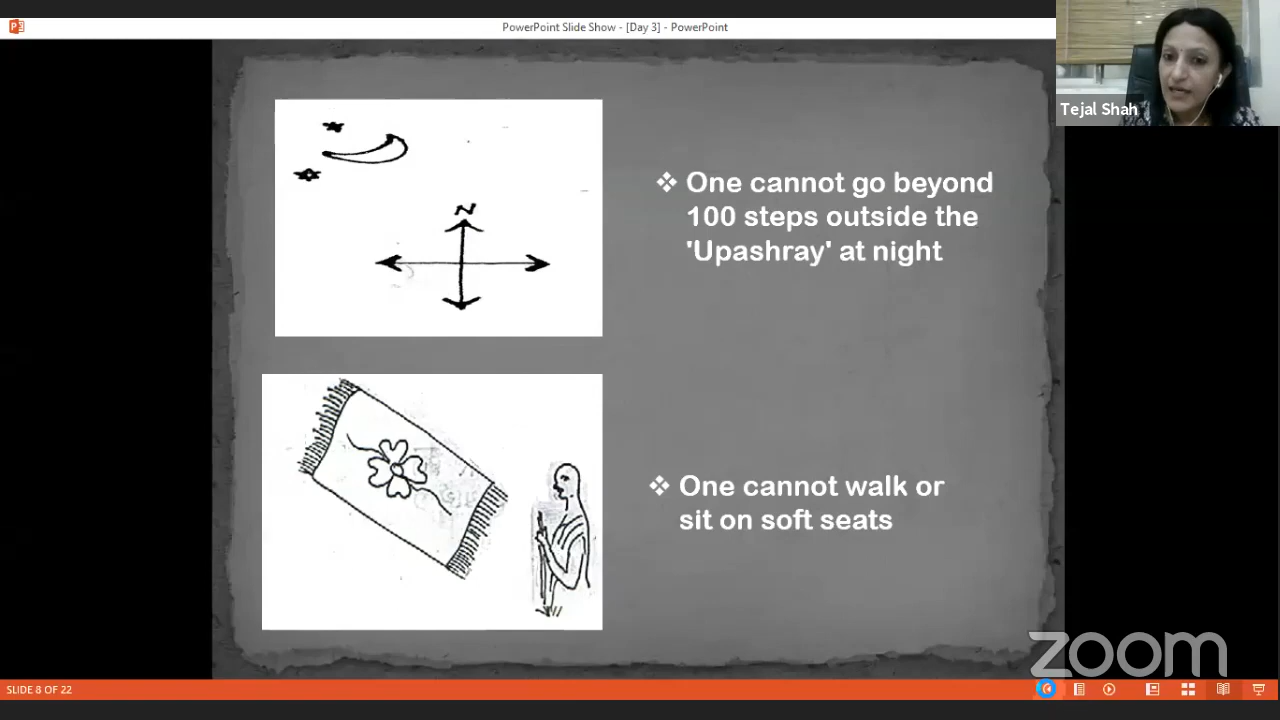 PowerPoint Slide Show - [Day 3] - PowerPoint
Tejal Shah
N
❖ One cannot go beyond
100 steps outside the
'Upashray' at night
❖ One cannot walk or
sit on soft seats
zoom
SLIDE 8 OF 22